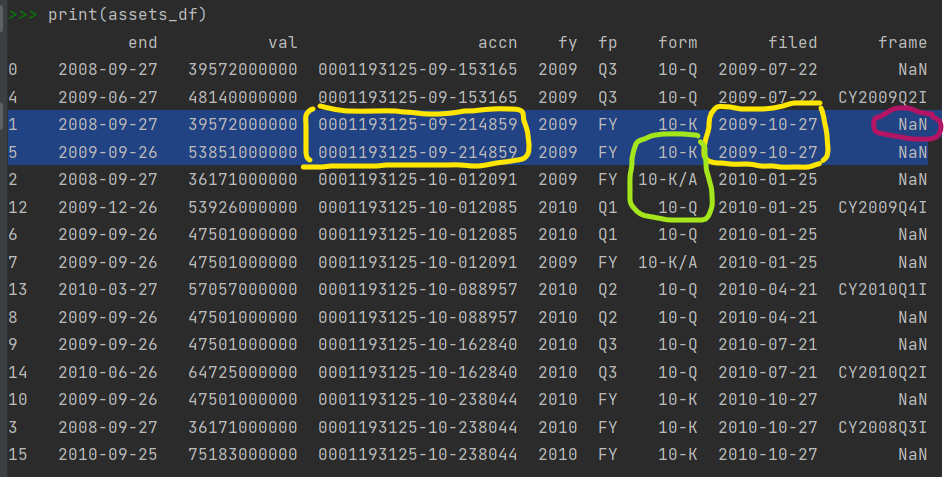 >>> print(assets_df)
end val accn fy fp form filed frame
0 2008-09-27 39572000000 0001193125-09-153165 2009 Q3 10-Q 2009-07-22 NaN
4 2009-06-27 48140000000 0001193125-09-153165 2009 Q3 10-Q 2009-07-22 CY2009Q2I
1 2008-09-27 39572000000 0001193125-09-214859 2009 FY 10-K 2009-10-27 NaN
5 2009-09-26 53851000000 0001193125-09-214859 2009 FY 10-K 2009-10-27 NaN
2 2008-09-27 36171000000 0001193125-10-012091 2009 FY 10-K/A 2010-01-25 NaN
12 2009-12-26 53926000000 0001193125-10-012085 2010 Q1 10-Q 2010-01-25 CY2009Q4I
6 2009-09-26 47501000000 0001193125-10-012085 2010 Q1 10-Q 2010-01-25 NaN
7 2009-09-26 47501000000 0001193125-10-012091 2009 FY 10-K/A 2010-01-25 NaN
13 2010-03-27 57057000000 0001193125-10-088957 2010 Q2 10-Q 2010-04-21 CY2010Q1I
8 2009-09-26 47501000000 0001193125-10-088957 2010 Q2 10-Q 2010-04-21 NaN
9 2009-09-26 47501000000 0001193125-10-162840 2010 Q3 10-Q 2010-07-21 NaN
14 2010-06-26 64725000000 0001193125-10-162840 2010 Q3 10-Q 2010-07-21 CY2010Q2I
10 2009-09-26 47501000000 0001193125-10-238044 2010 FY 10-K 2010-10-27 NaN
3 2008-09-27 36171000000 0001193125-10-238044 2010 FY 10-K 2010-10-27 CY2008Q3I
15 2010-09-25 75183000000 0001193125-10-238044 2010 FY 10-K 2010-10-27 NaN